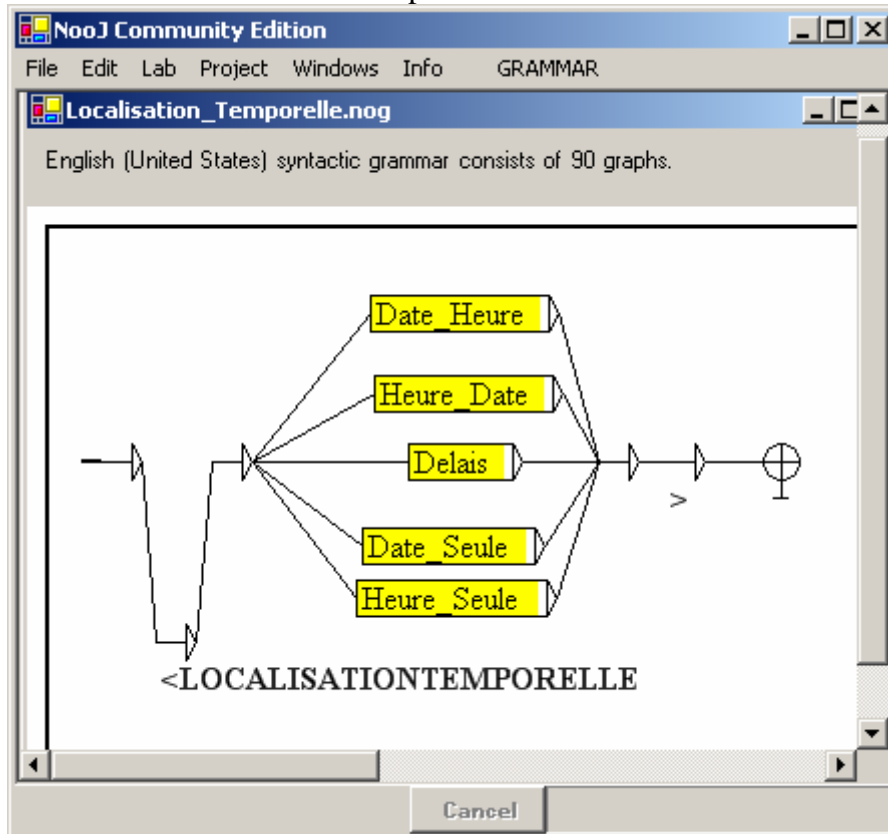 NooJ Community Edition
File Edit Lab Project Windows Info GRAMMAR
Localisation_Temporelle.nog
English (United States) syntactic grammar consists of 90 graphs.
Date_Heure
Heure_Date
Delais
>
Date_Seule
Heure_Seule
<LOCALISATIONTEMPORELLE
Cancel